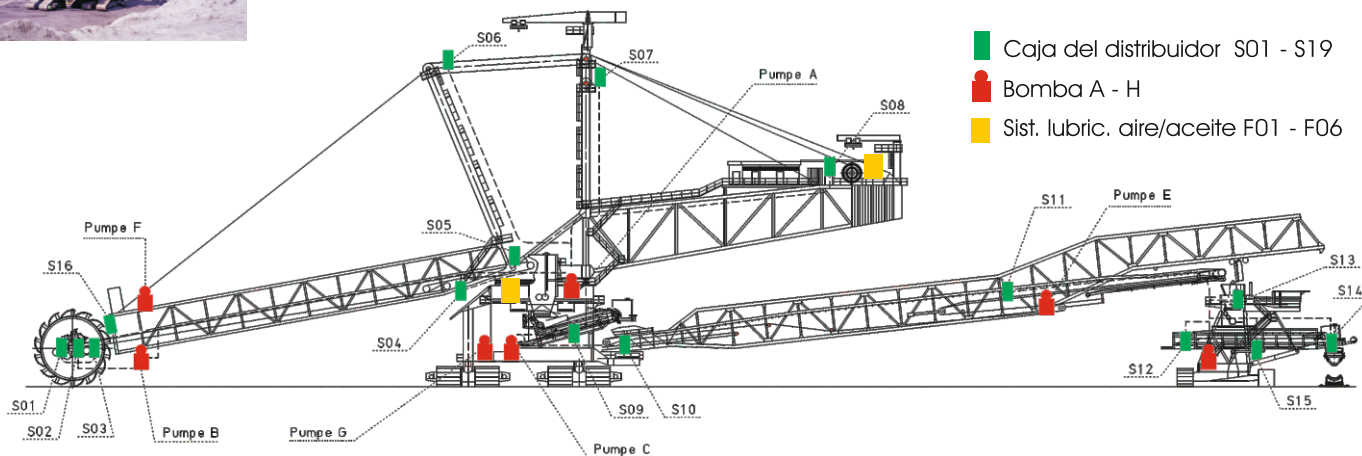 S06
S07
Pumpe A
S08
Caja del distribuidor S01 - S19
Bomba A - H
Sist. lubric. aire/aceite F01 - F06
S11
Pumpe E
Pumpe F
S05
S16
S13
S14
S04
S12
S01
S02
S03
Pumpe B
Pumpe G
S09
S10
S15
Pumpe C